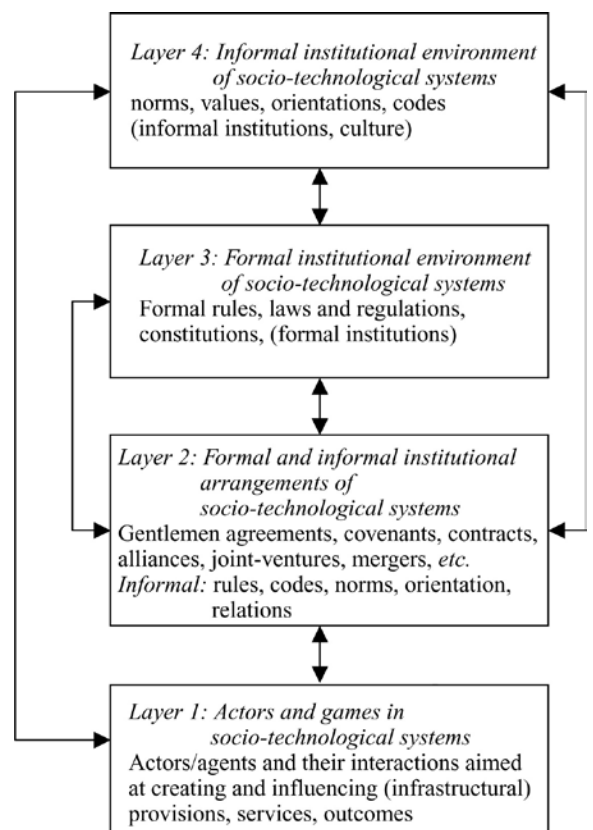 Layer 4: Informal institutional environment
of socio-technological systems
norms, values, orientations, codes
(informal institutions, culture)
Layer 3: Formal institutional environment
of socio-technological systems
Formal rules, laws and regulations,
constitutions, (formal institutions)
Layer 2: Formal and informal institutional
arrangements of
socio-technological systems
Gentlemen agreements, covenants, contracts,
alliances, joint-ventures, mergers, etc.
Informal: rules, codes, norms, orientation,
relations
Layer 1: Actors and games in
socio-technological systems
Actors/agents and their interactions aimed
at creating and influencing (infrastructural)
provisions, services, outcomes